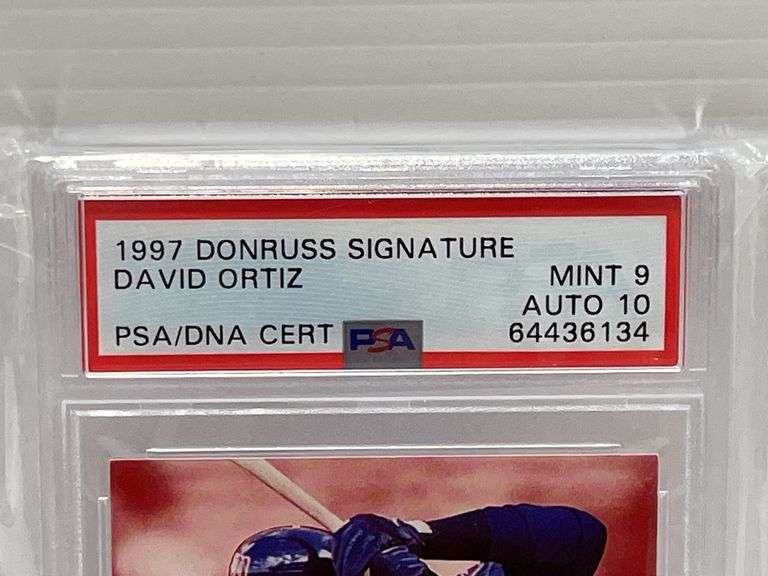 1997 DONRUSS SIGNATURE
DAVID ORTIZ MINT 9
AUTO 10
PSA/DNA CERT PSA 64436134